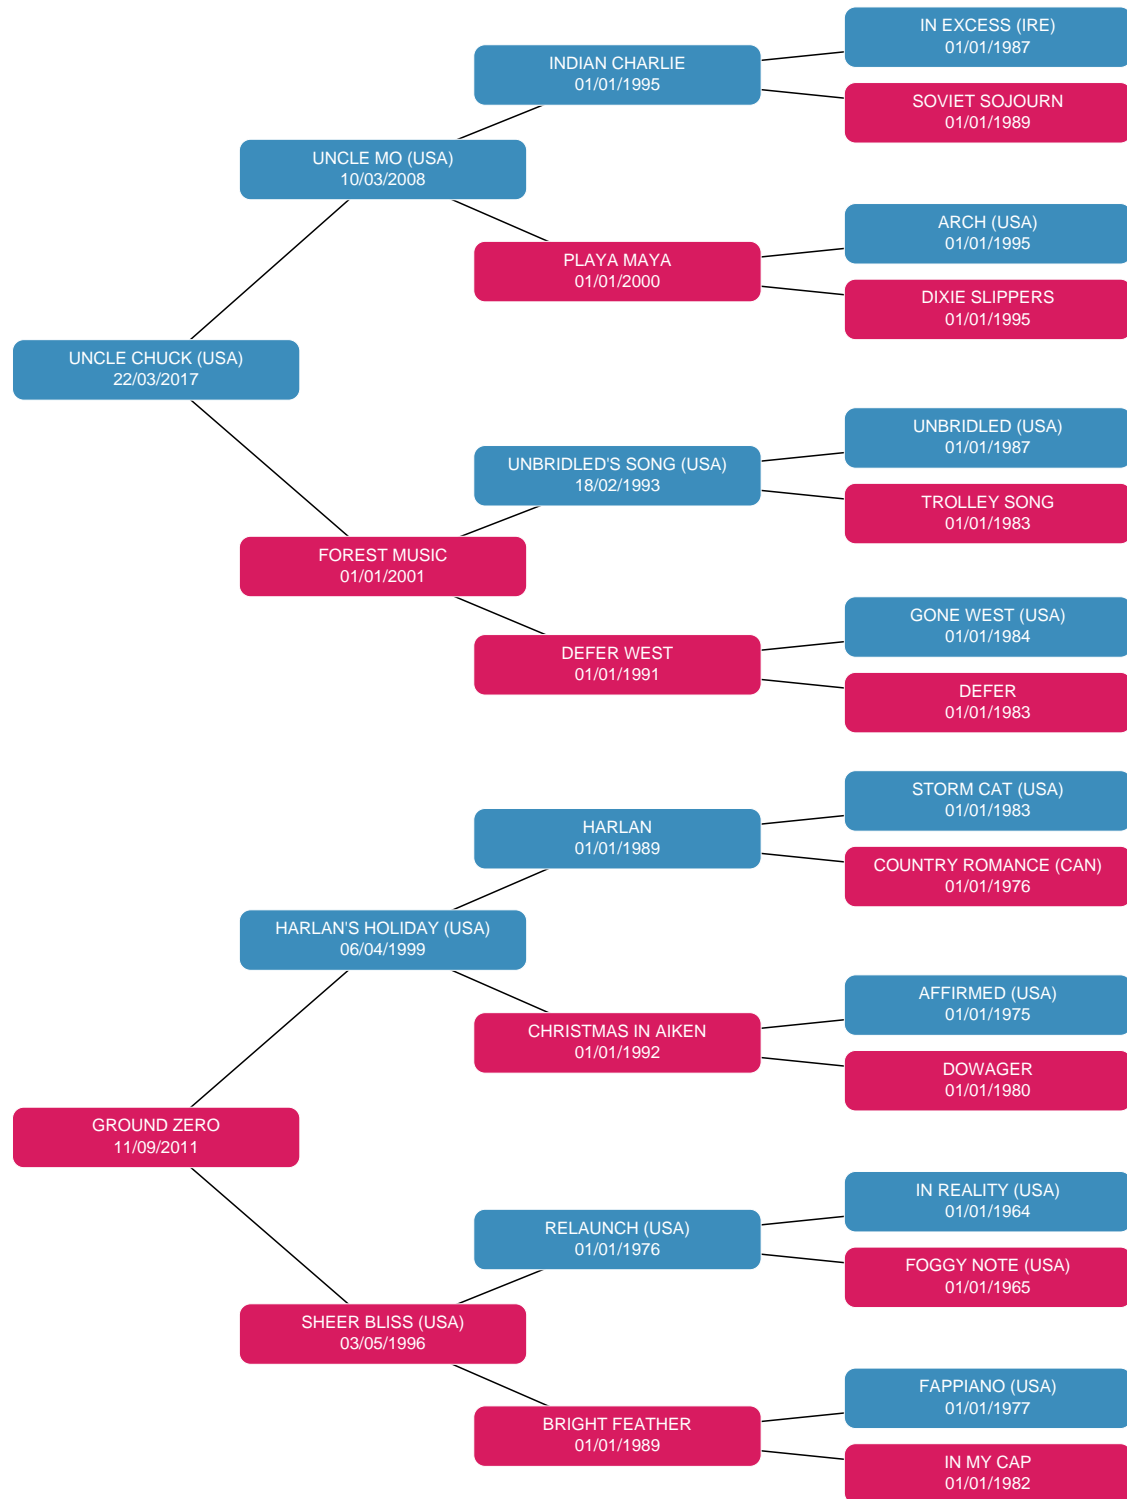 IN EXCESS (IRE)
01/01/1987
INDIAN CHARLIE
01/01/1995
SOVIET SOJOURN
01/01/1989
UNCLE MO (USA)
10/03/2008
ARCH (USA)
01/01/1995
PLAYA MAYA
01/01/2000
DIXIE SLIPPERS
01/01/1995
UNCLE CHUCK (USA)
22/03/2017
UNBRIDLED (USA)
01/01/1987
UNBRIDLED'S SONG (USA)
18/02/1993
TROLLEY SONG
01/01/1983
FOREST MUSIC
01/01/2001
GONE WEST (USA)
01/01/1984
DEFER WEST
01/01/1991
DEFER
01/01/1983
STORM CAT (USA)
01/01/1983
HARLAN
01/01/1989
COUNTRY ROMANCE (CAN)
01/01/1976
HARLAN'S HOLIDAY (USA)
06/04/1999
AFFIRMED (USA)
01/01/1975
CHRISTMAS IN AIKEN
01/01/1992
DOWAGER
01/01/1980
GROUND ZERO
11/09/2011
IN REALITY (USA)
01/01/1964
RELAUNCH (USA)
01/01/1976
FOGGY NOTE (USA)
01/01/1965
SHEER BLISS (USA)
03/05/1996
FAPPIANO (USA)
01/01/1977
BRIGHT FEATHER
01/01/1989
IN MY CAP
01/01/1982